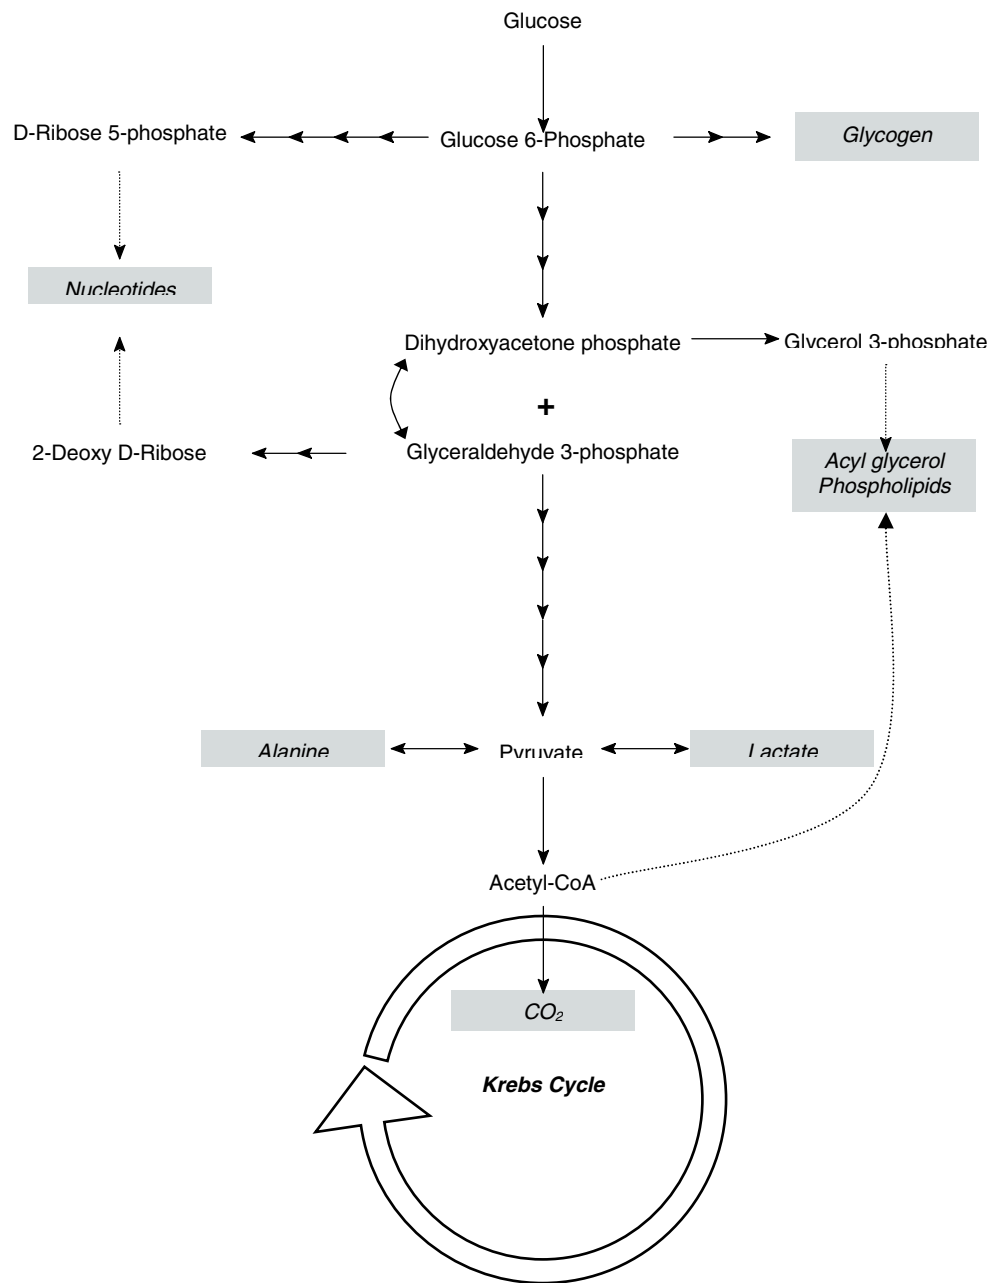 Glucose
D-Ribose 5-phosphate
Glucose 6-Phosphate
Glycogen
Nucleotides
Dihydroxyacetone phosphate
Glycerol 3-phosphate
+
2-Deoxy D-Ribose
Glyceraldehyde 3-phosphate
Acyl glycerol
Phospholipids
Alanine
Pyruvate
Lactate
Acetyl-CoA
CO₂
Krebs Cycle